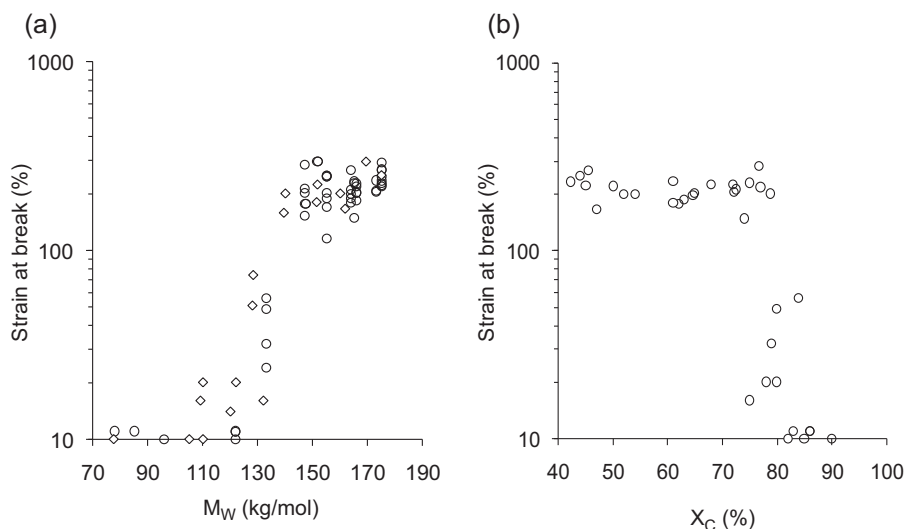 (a)
1000
100
10
Strain at break (%)
70 90 110 130 150 170 190
M_W (kg/mol)
(b)
1000
100
10
Strain at break (%)
40 50 60 70 80 90 100
X_C (%)